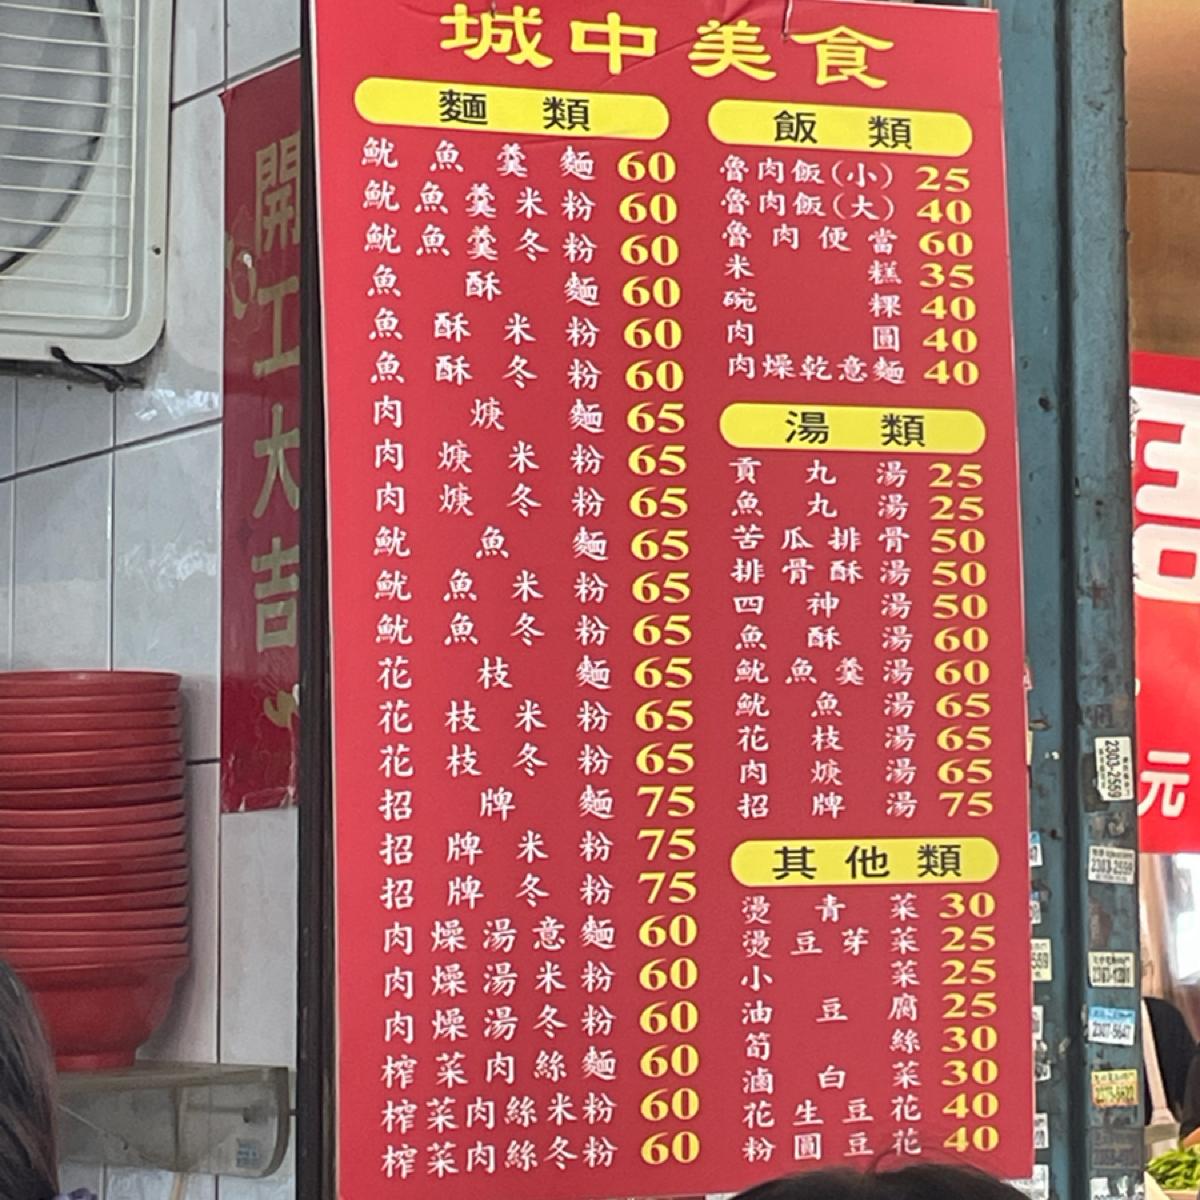 城中美食
麵類
魷魚羹麵 60
魷魚羹米粉 60
魷魚羹冬粉 60
魚酥麵 60
魚酥米粉 60
魚酥冬粉 60
肉焿麵 65
肉焿米粉 65
肉焿冬粉 65
魷魚麵 65
魷魚米粉 65
魷魚冬粉 65
花枝麵 65
花枝米粉 65
花枝冬粉 65
招牌麵 75
招牌米粉 75
招牌冬粉 75
肉燥湯意麵 60
肉燥湯米粉 60
肉燥湯冬粉 60
榨菜肉絲麵 60
榨菜肉絲米粉 60
榨菜肉絲冬粉 60
飯類
魯肉飯(小) 25
魯肉飯(大) 40
魯肉便當 60
米糕 35
碗粿 40
肉圓 40
肉燥乾意麵 40
湯類
貢丸湯 25
魚丸湯 25
苦瓜排骨 50
排骨酥湯 50
四神湯 50
魚酥湯 60
魷魚羹湯 60
魷魚湯 65
花枝湯 65
肉焿湯 65
招牌湯 75
其他類
燙青菜 30
燙豆芽菜 25
小菜 25
油豆腐 25
筍絲 30
滷白菜 30
花生豆花 40
粉圓豆花 40
開工大吉
元
2303-2559